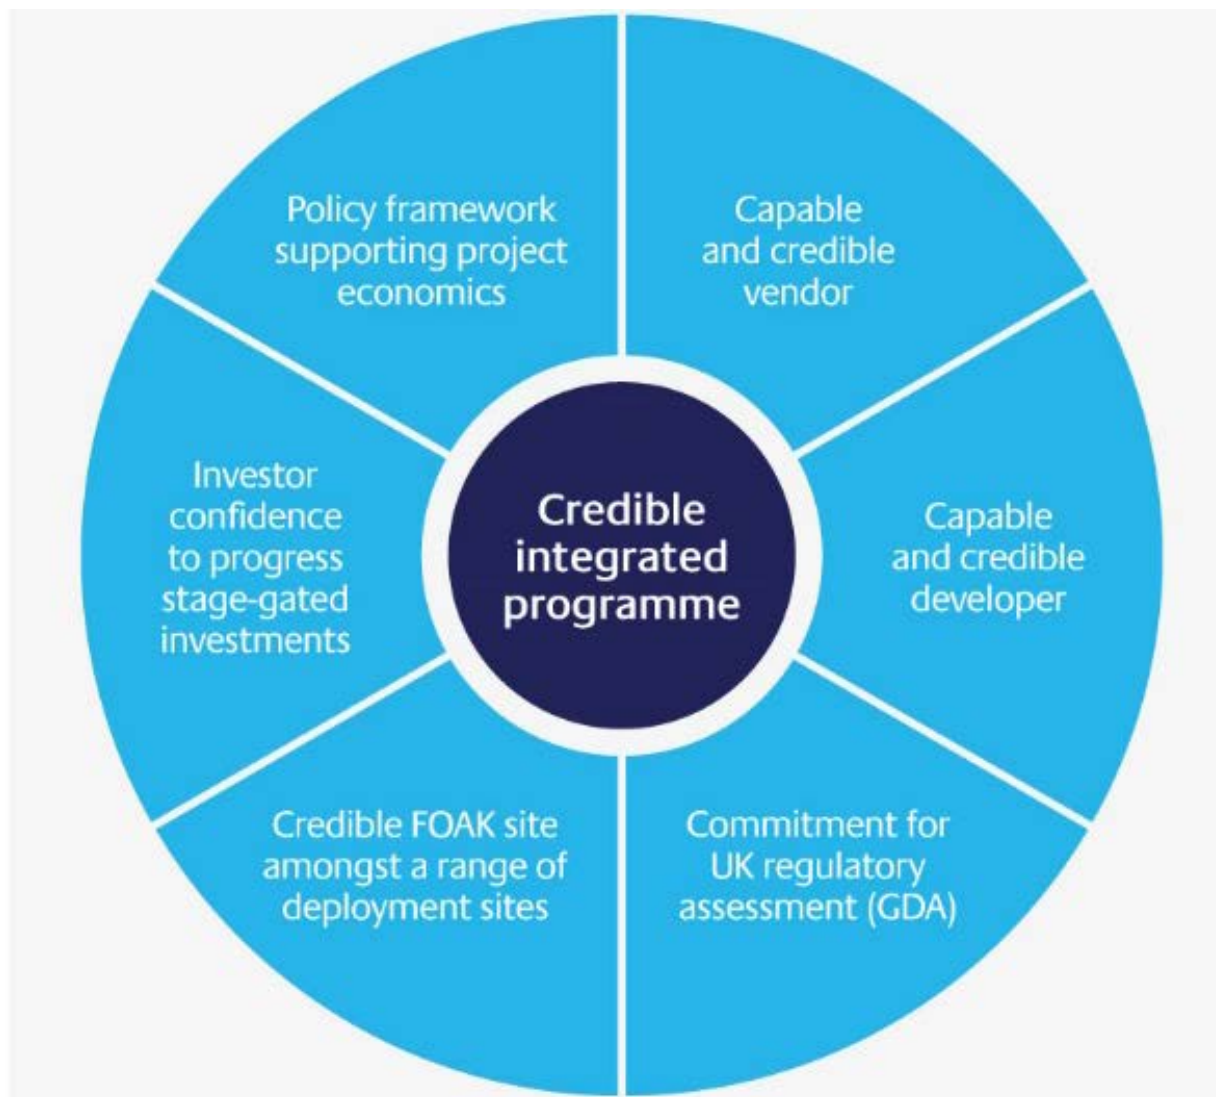 Policy framework
supporting project
economics
Capable
and credible
vendor
Investor
confidence
to progress
stage-gated
investments
Credible
integrated
programme
Capable
and credible
developer
Credible FOAK site
amongst a range of
deployment sites
Commitment for
UK regulatory
assessment (GDA)